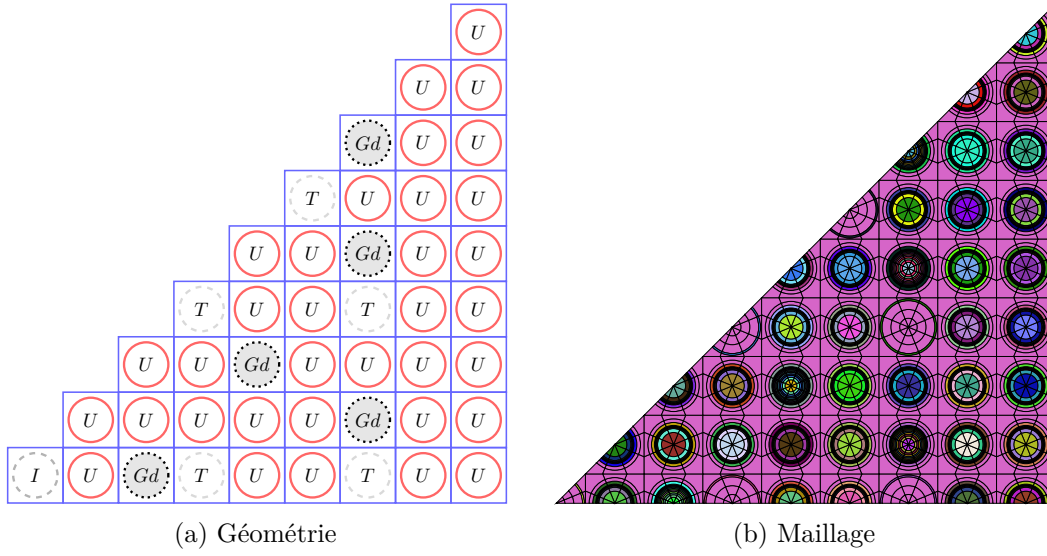 U
U U
Gd U U
T U U U
U U Gd U U
T U U T U U
U U Gd U U U U
U U U U U Gd U U
I U Gd T U U T U U
(a) Géométrie
(b) Maillage